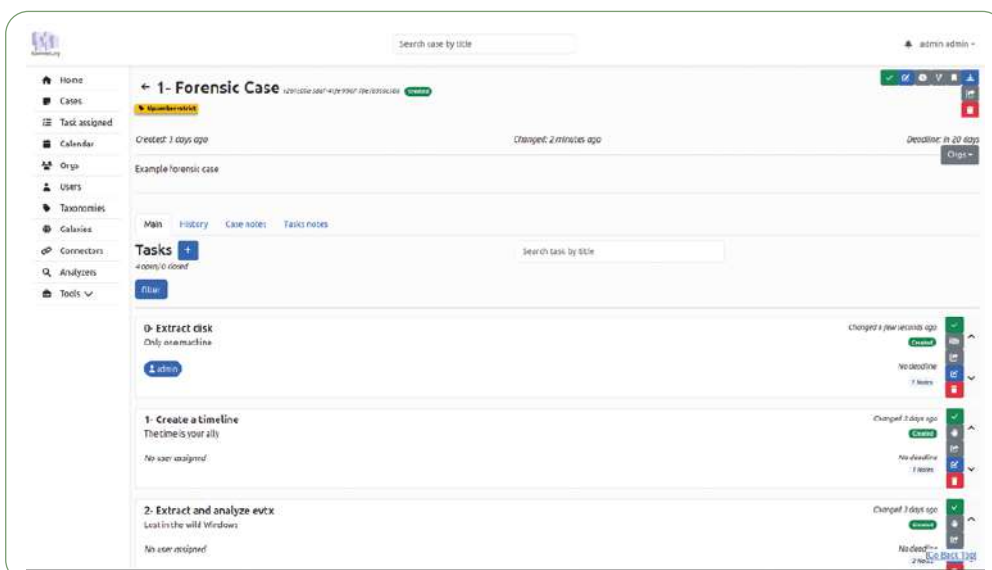 Search case by title
admin admin
Home
Cases
Task assigned
Calendar
Orgs
Users
Taxonomies
Galaxies
Connectors
Analyzers
Tools
1- Forensic Case
Created
Created: 3 days ago
Changed: 2 minutes ago
Deadline: in 20 days
Orgs
Example forensic case
Main History Case notes Tasks notes
Tasks +
4 open/0 closed
Search task by title
filter
0- Extract disk
Changed a few seconds ago
Only one machine
Created
admin
No deadline
Notes
1- Create a timeline
Changed 3 days ago
The time is your ally
Created
No user assigned
No deadline
Notes
2- Extract and analyze evtx
Changed 3 days ago
Lost in the wild Windows
Created
No user assigned
[Go Back Top]